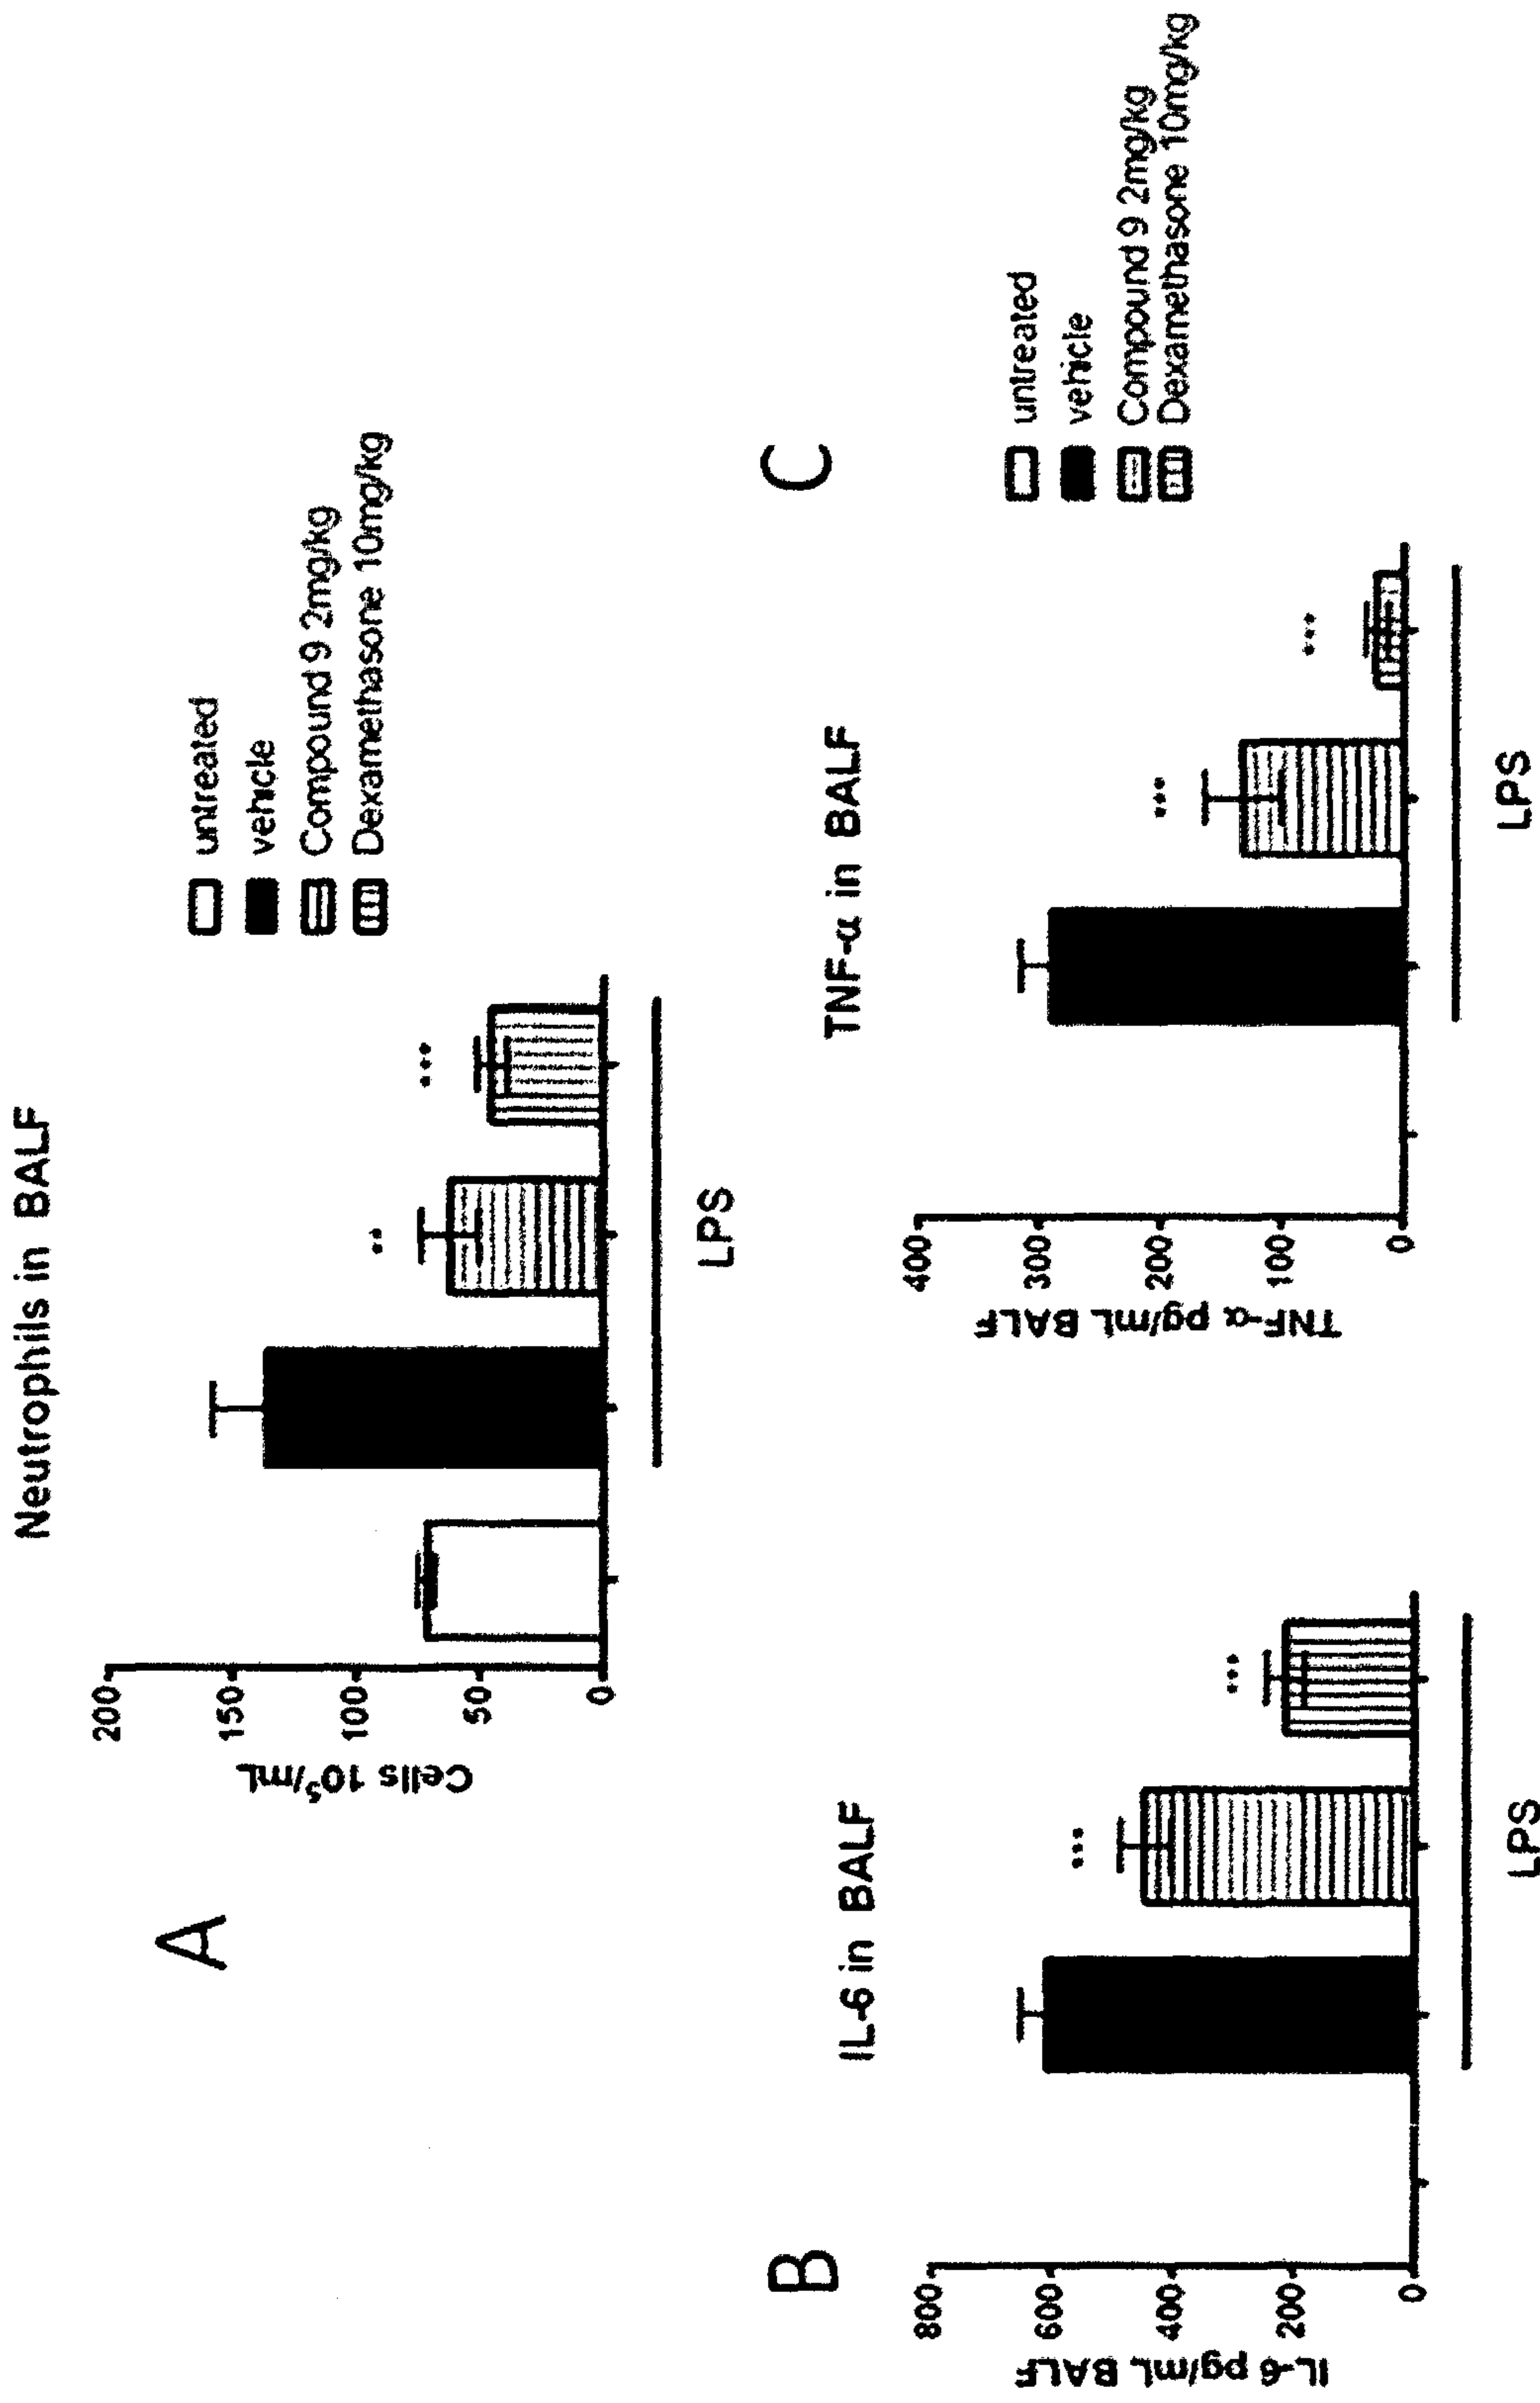 Neutrophils in BALF
A
Cells 10⁵/mL
200
150
100
50
0
**
***
LPS
untreated
vehicle
Compound 9 2mg/kg
Dexamethasone 10mg/kg
B
IL-6 in BALF
IL-6 pg/mL BALF
800
600
400
200
0
***
***
LPS
C
TNF-α in BALF
TNF-α pg/mL BALF
400
300
200
100
0
***
***
LPS
untreated
vehicle
Compound 9 2mg/kg
Dexamethasone 10mg/kg